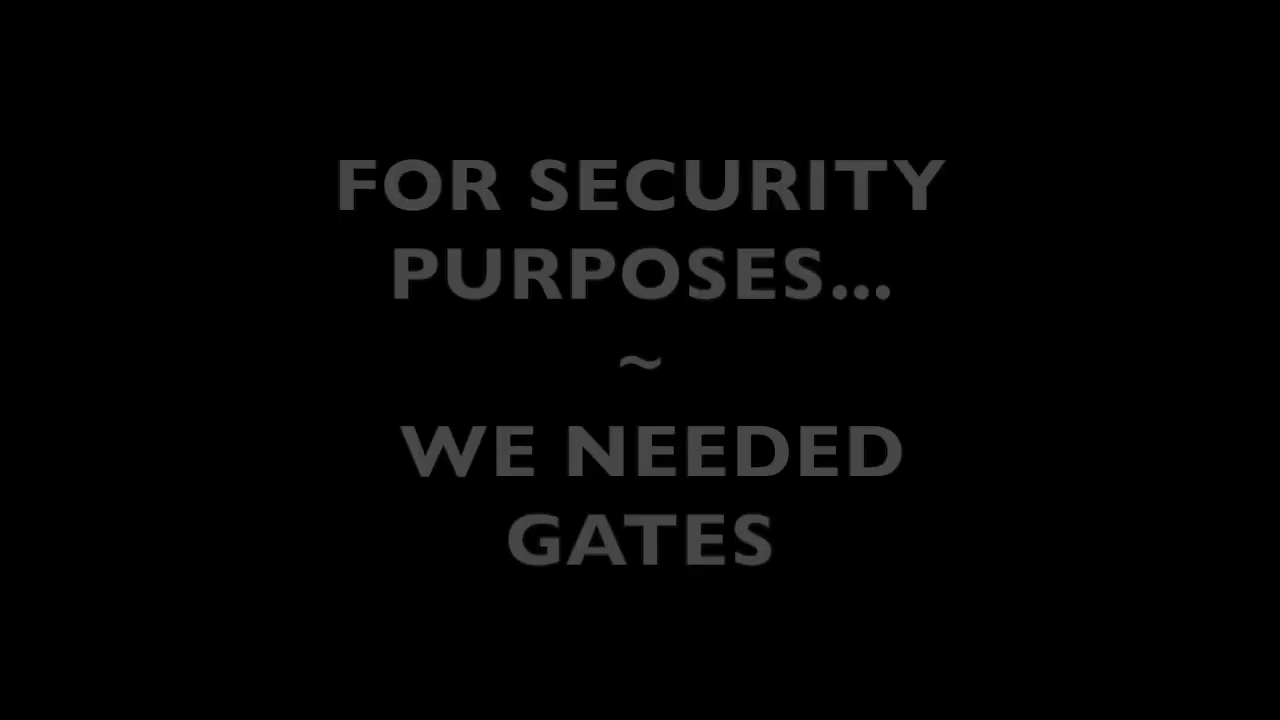 FOR SECURITY
PURPOSES...
~
WE NEEDED
GATES